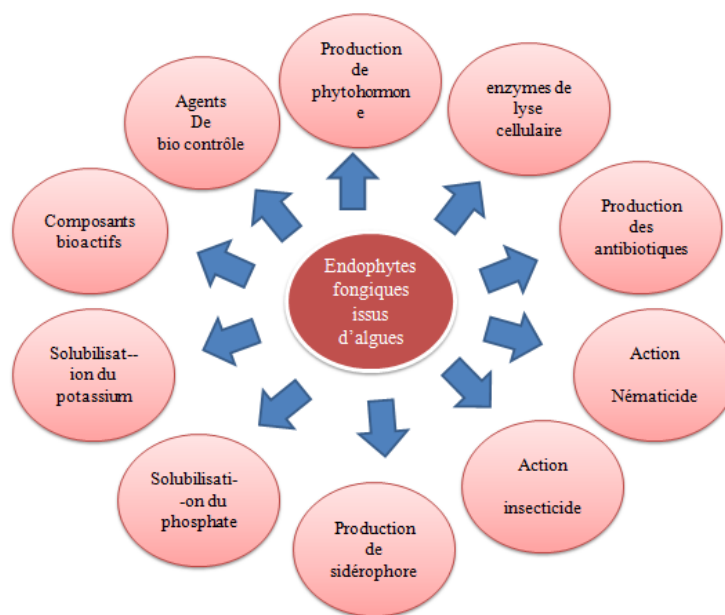 Production
de
phytohormon
e
enzymes de
lyse
cellulaire
Production
des
antibiotiques
Action
Nématicide
Action
insecticide
Production
de
sidérophore
Solubilisati-
-on du
phosphate
Solubilisat--
ion du
potassium
Composants
bioactifs
Agents
De
bio contrôle
Endophytes
fongiques
issus
d’algues